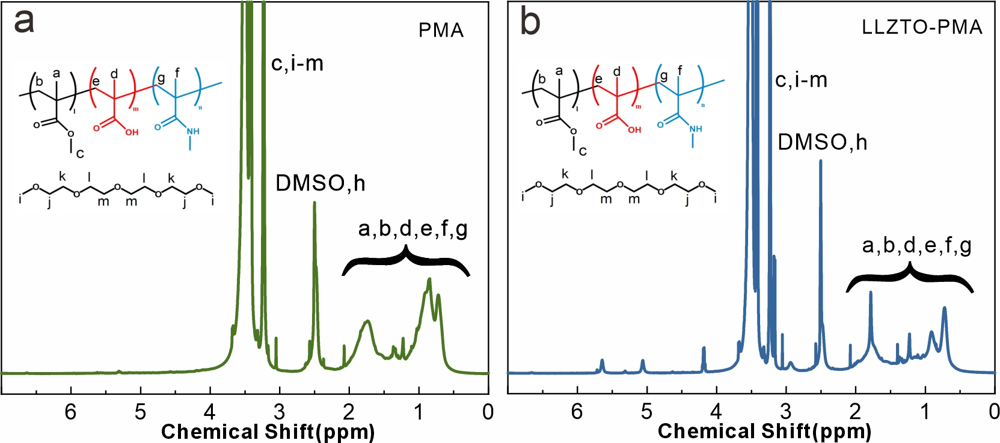 a
PMA
c,i-m
b a e d g f
l m n
O O O OH O NH
c
DMSO,h
k l l k
O O O O O
i j m m j i
a,b,d,e,f,g
6 5 4 3 2 1 0
Chemical Shift(ppm)
b
LLZTO-PMA
c,i-m
b a e d g f
l m n
O O O OH O NH
c
DMSO,h
k l l k
O O O O O
i j m m j i
a,b,d,e,f,g
6 5 4 3 2 1 0
Chemical Shift(ppm)